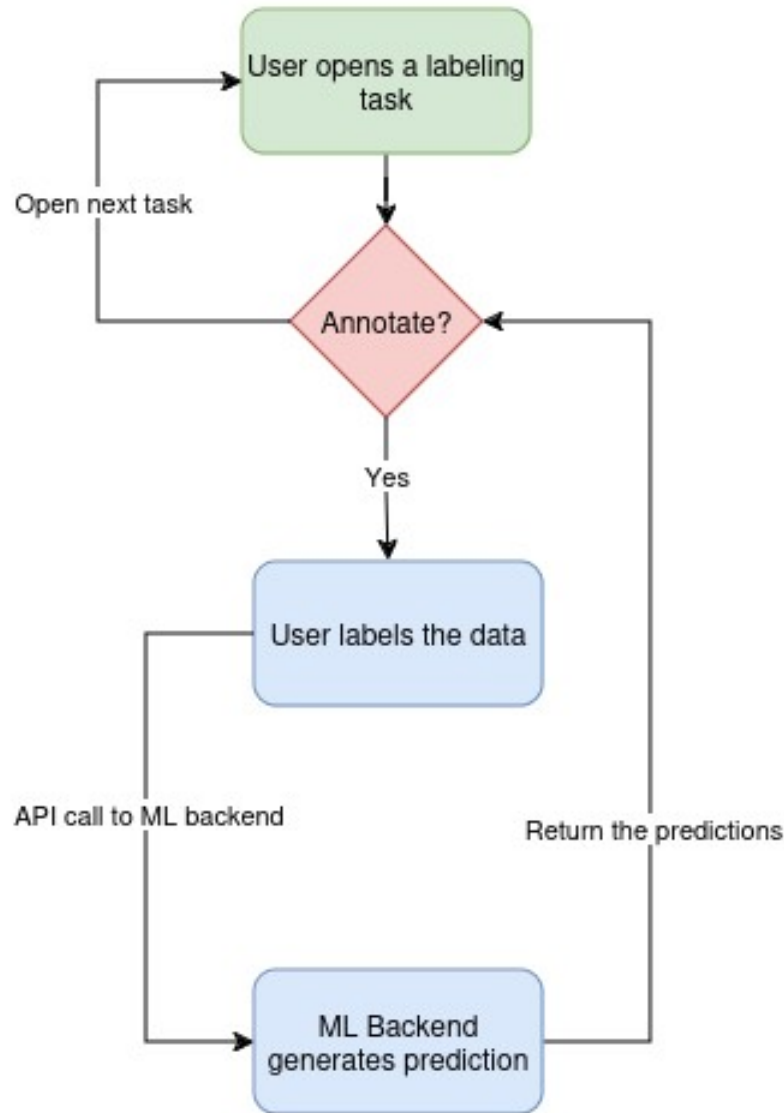 User opens a labeling
task
Open next task
Annotate?
Yes
User labels the data
API call to ML backend
Return the predictions
ML Backend
generates prediction